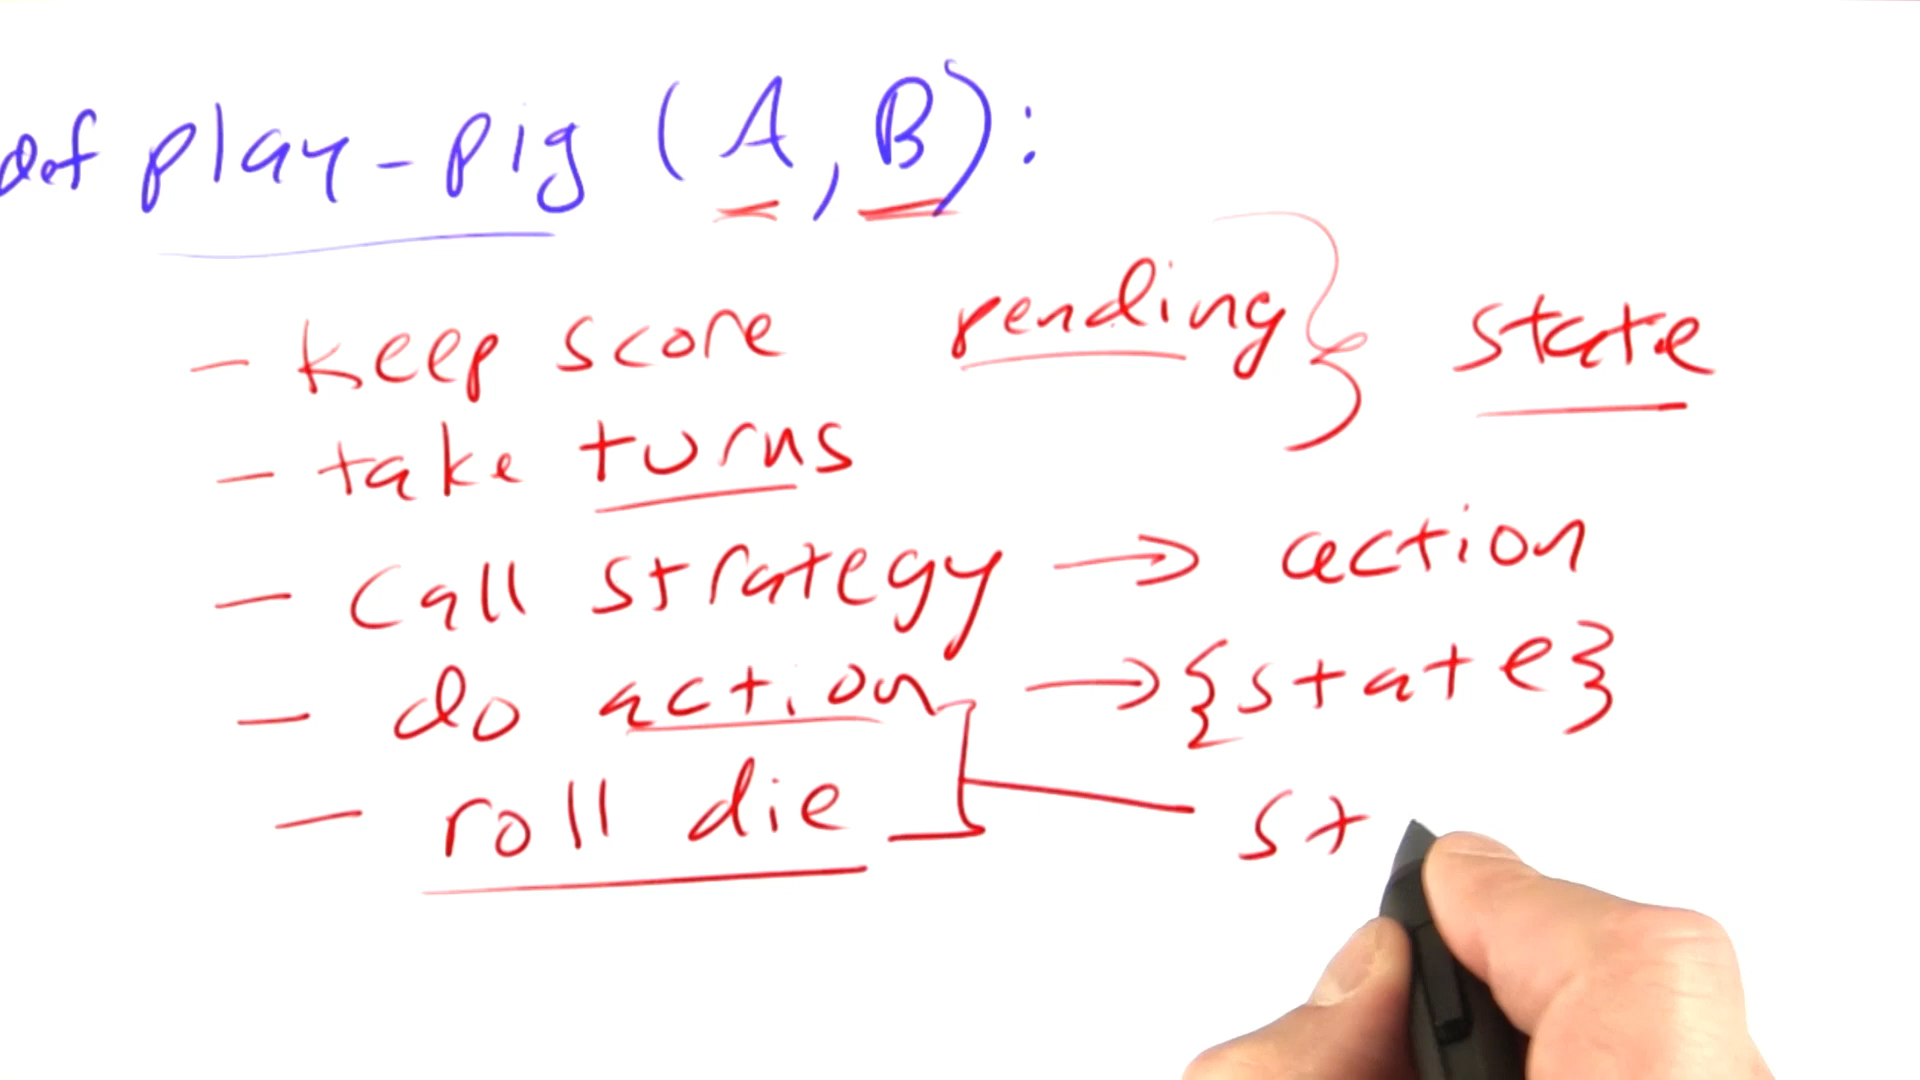 def play-pig (A, B):
- keep score pending } state
- take turns
- call strategy → action
- do action → {state}
- roll die st